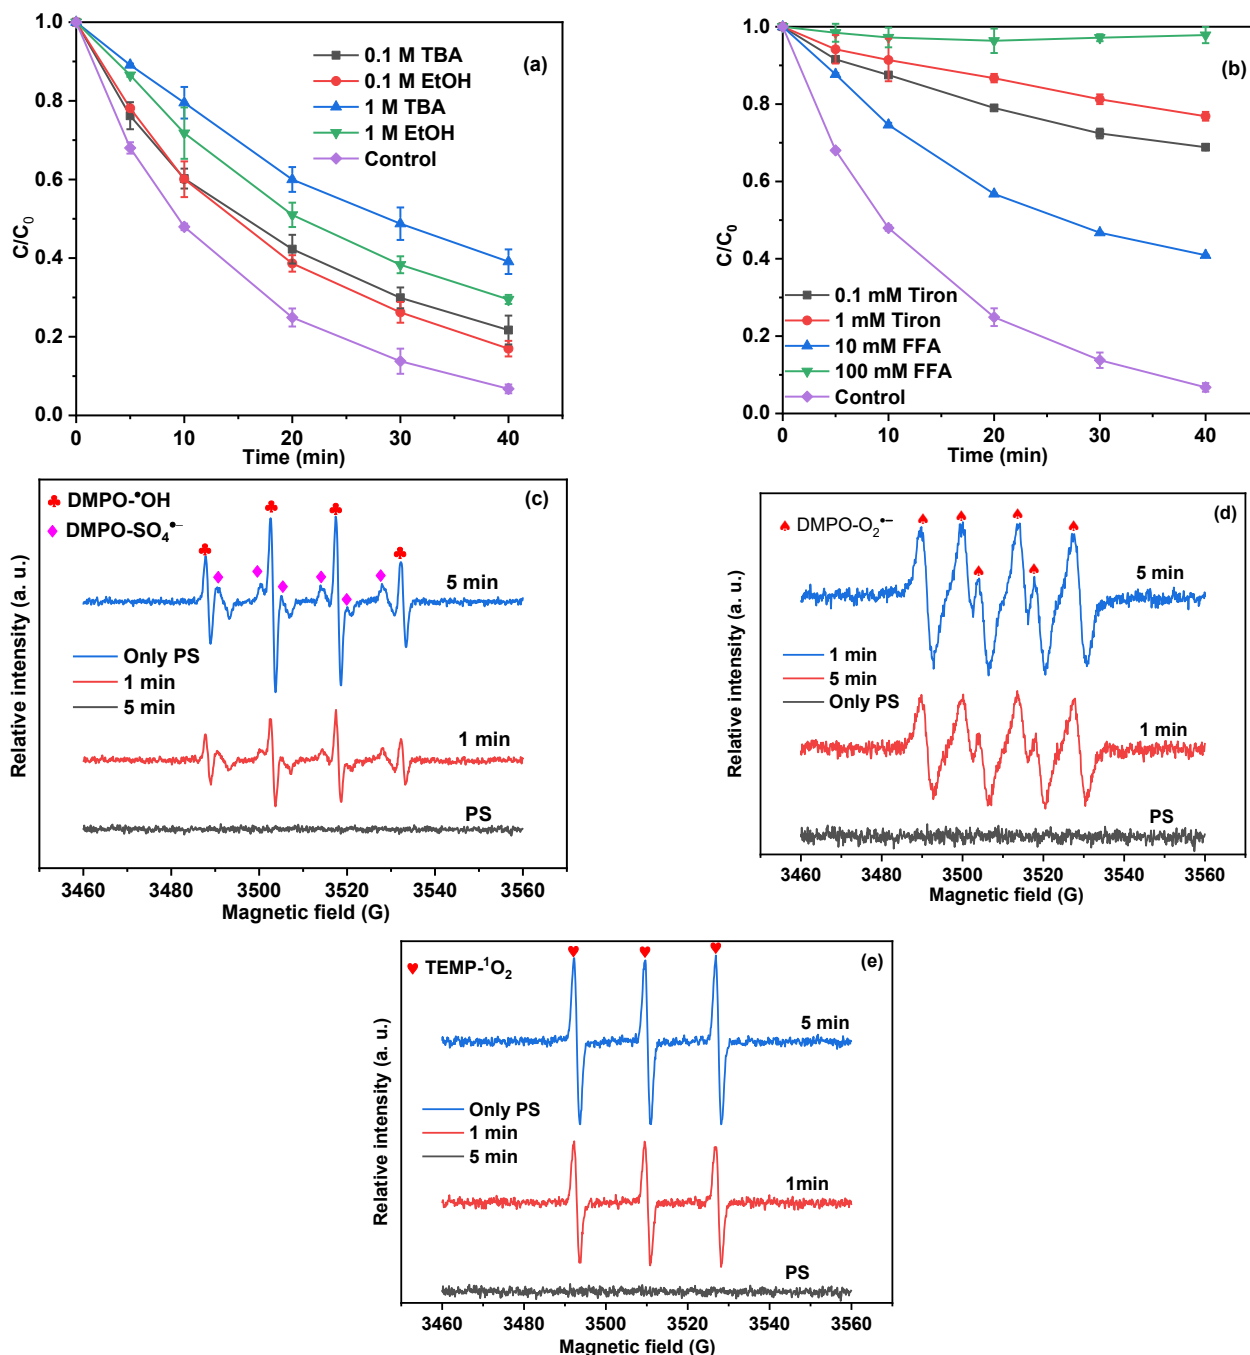 (a)
C/C0
1.0
0.8
0.6
0.4
0.2
0.0
0.1 M TBA
0.1 M EtOH
1 M TBA
1 M EtOH
Control
0 10 20 30 40
Time (min)
(b)
C/C0
1.0
0.8
0.6
0.4
0.2
0.0
0.1 mM Tiron
1 mM Tiron
10 mM FFA
100 mM FFA
Control
0 10 20 30 40
Time (min)
(c)
DMPO-•OH
DMPO-SO4•−
5 min
Only PS
1 min
5 min
1 min
PS
Relative intensity (a. u.)
3460 3480 3500 3520 3540 3560
Magnetic field (G)
(d)
DMPO-O2•−
5 min
1 min
5 min
Only PS
1 min
PS
Relative intensity (a. u.)
3460 3480 3500 3520 3540 3560
Magnetic field (G)
(e)
TEMP-¹O2
5 min
Only PS
1 min
5 min
1min
PS
Relative intensity (a. u.)
3460 3480 3500 3520 3540 3560
Magnetic field (G)